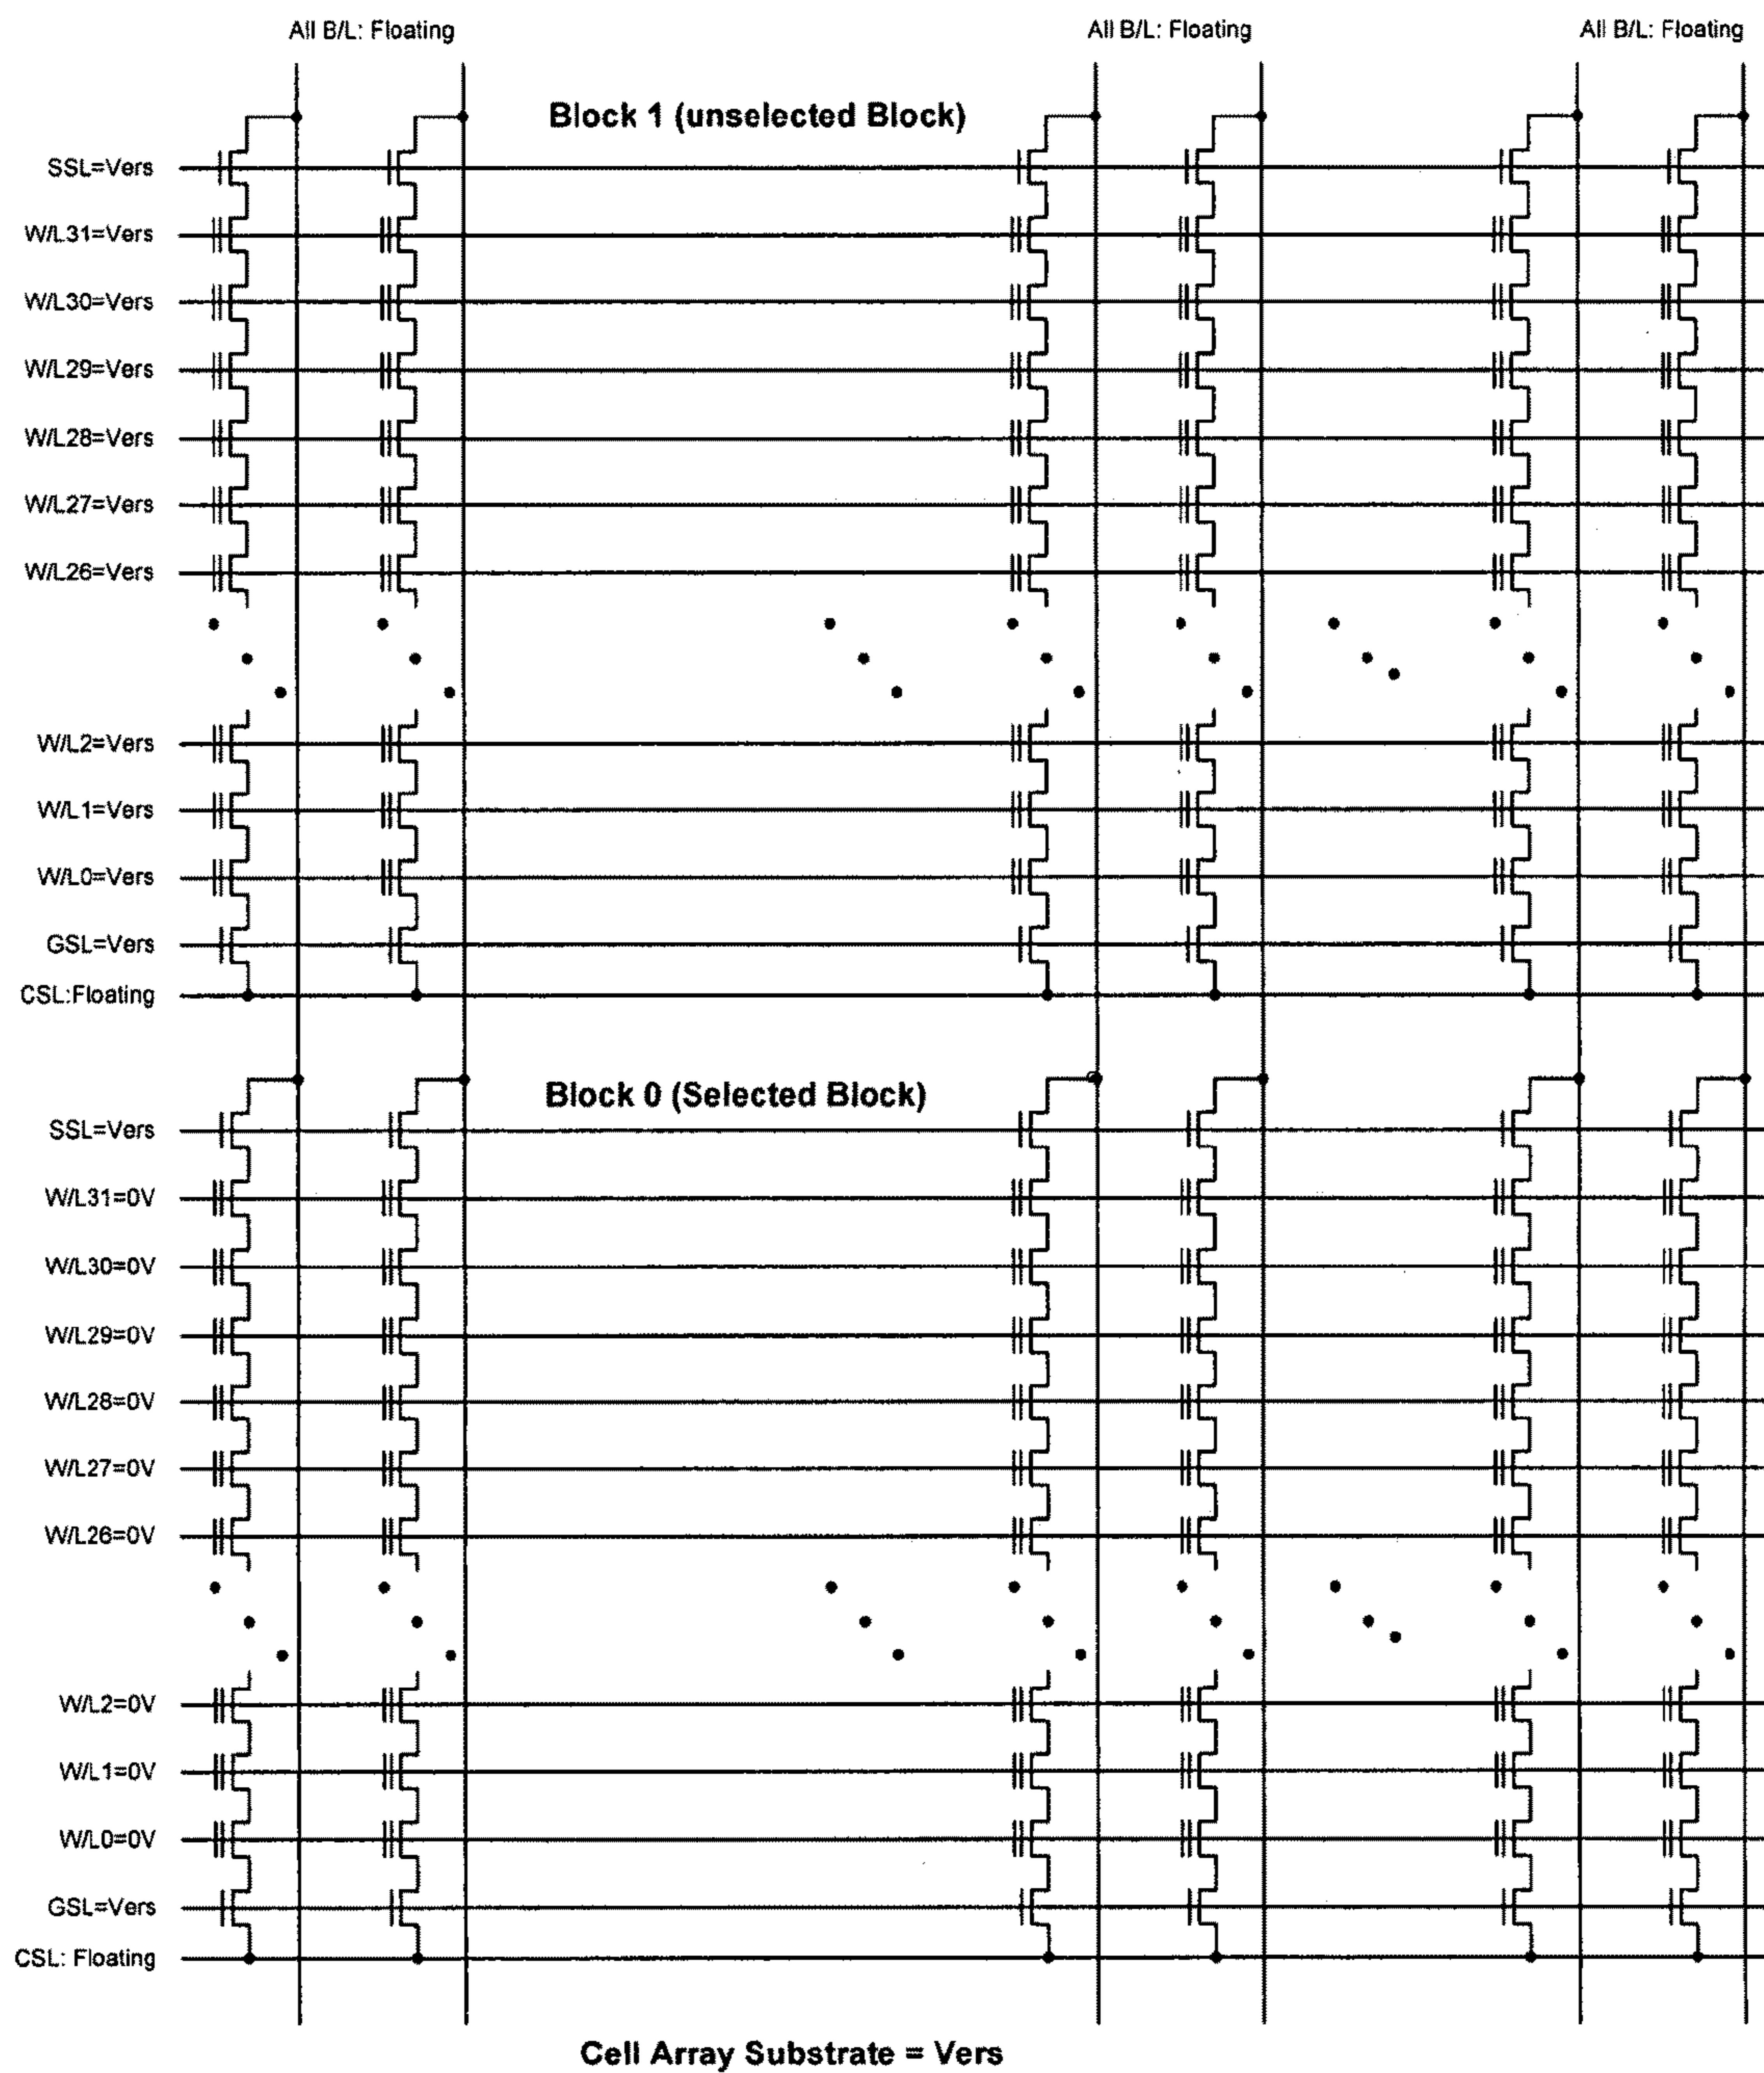 All B/L: Floating
All B/L: Floating
All B/L: Floating
Block 1 (unselected Block)
SSL=Vers
W/L31=Vers
W/L30=Vers
W/L29=Vers
W/L28=Vers
W/L27=Vers
W/L26=Vers
W/L2=Vers
W/L1=Vers
W/L0=Vers
GSL=Vers
CSL:Floating
Block 0 (Selected Block)
SSL=Vers
W/L31=0V
W/L30=0V
W/L29=0V
W/L28=0V
W/L27=0V
W/L26=0V
W/L2=0V
W/L1=0V
W/L0=0V
GSL=Vers
CSL: Floating
Cell Array Substrate = Vers